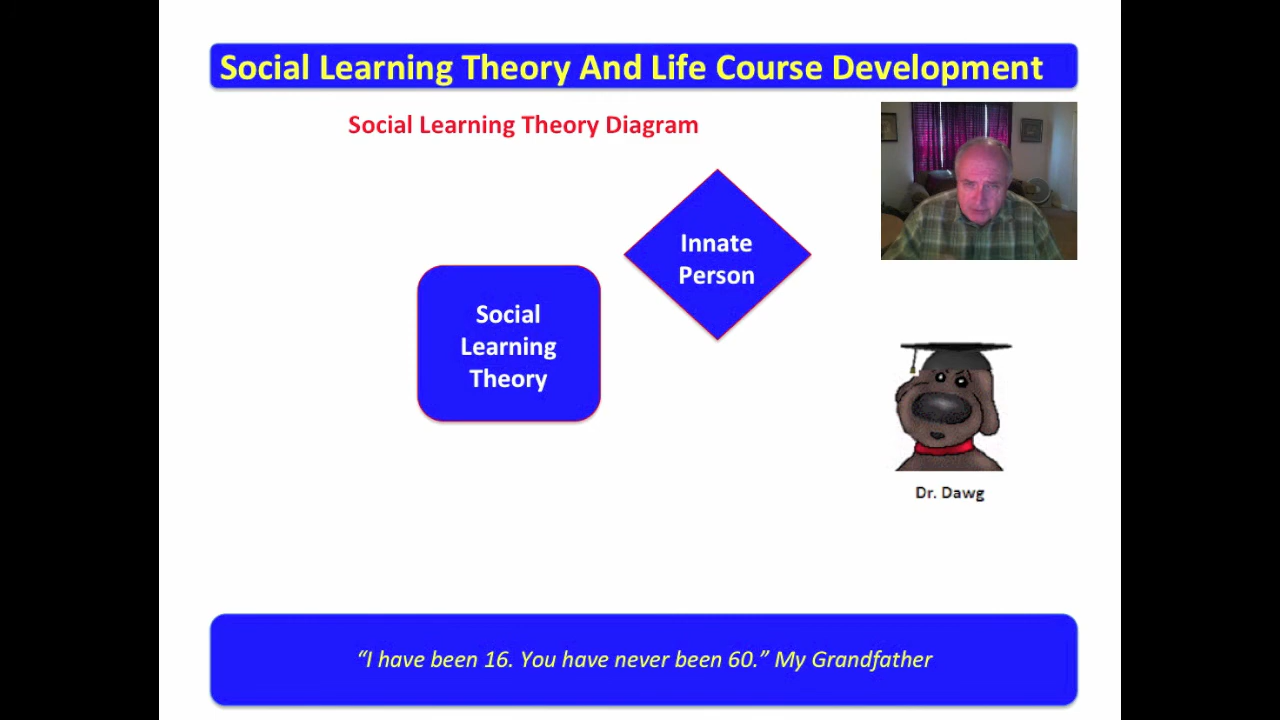 Social Learning Theory And Life Course Development
Social Learning Theory Diagram
Innate
Person
Social
Learning
Theory
Dr. Dawg
“I have been 16. You have never been 60.” My Grandfather